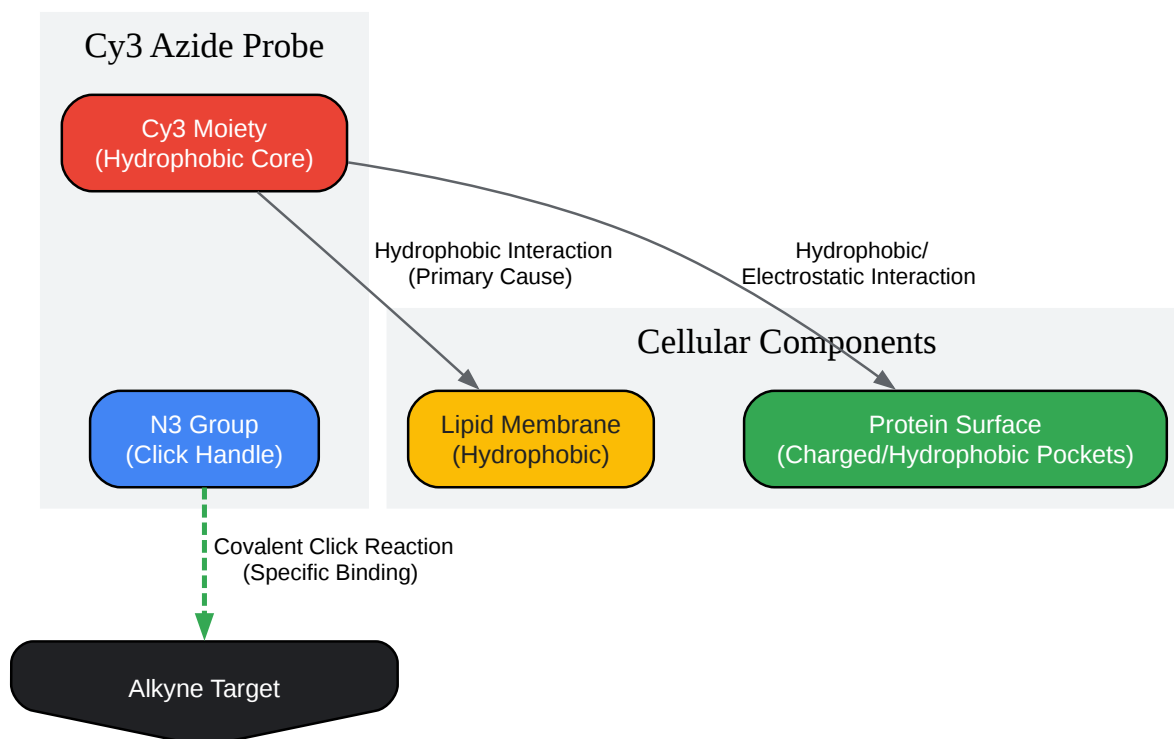 Cy3 Azide Probe
Cy3 Moiety
(Hydrophobic Core)
Hydrophobic Interaction
(Primary Cause)
Hydrophobic/
Electrostatic Interaction
Cellular Components
N3 Group
(Click Handle)
Lipid Membrane
(Hydrophobic)
Protein Surface
(Charged/Hydrophobic Pockets)
Covalent Click Reaction
(Specific Binding)
Alkyne Target